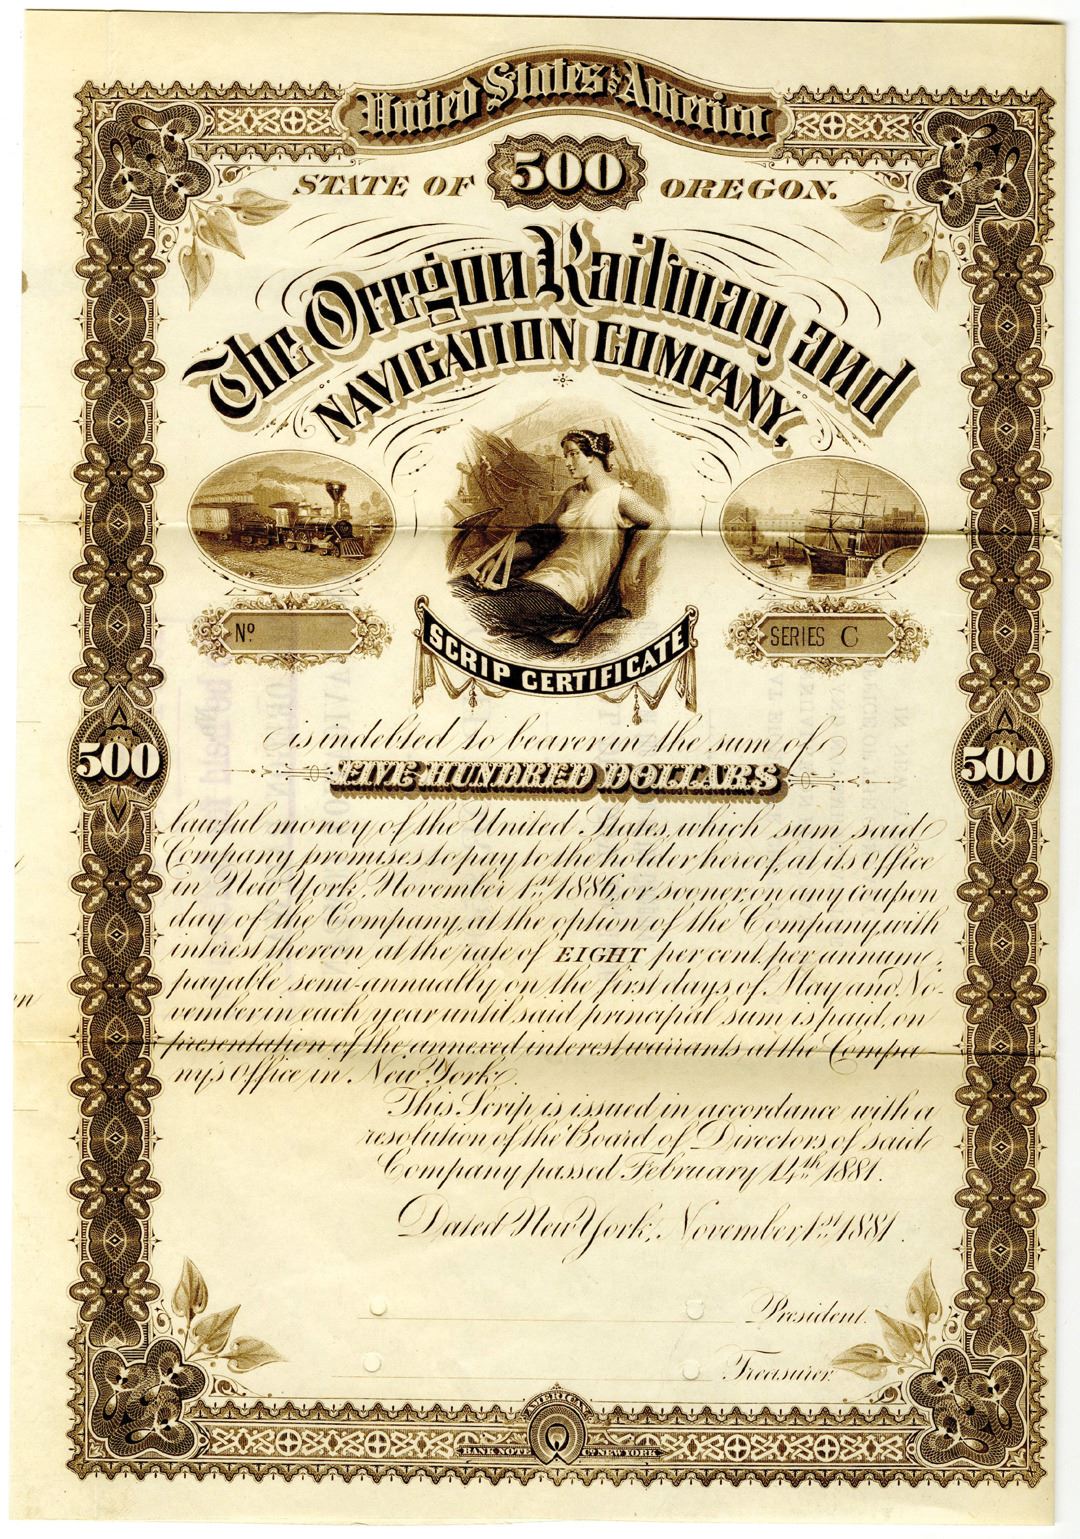 United States of America
STATE OF 500 OREGON.
The Oregon Railway and
NAVIGATION COMPANY,
Nº
SERIES C
SCRIP CERTIFICATE
is indebted to bearer in the sum of
500 FIVE HUNDRED DOLLARS 500
lawful money of the United States, which sum said
Company promises to pay to the holder hereof, at its office
in New York, November 1st 1886, or sooner, on any coupon
day of the Company, at the option of the Company, with
interest thereon at the rate of EIGHT per cent. per annum,
payable semi-annually on the first days of May and No-
vember in each year until said principal sum is paid, on
presentation of the annexed interest warrants at the Compa-
ny's office in New York.
This Scrip is issued in accordance with a
resolution of the Board of Directors of said
Company passed February 14th 1881.
Dated New York, November 1st 1881.
President.
Treasurer.
AMERICAN
BANK NOTE Co. NEW YORK